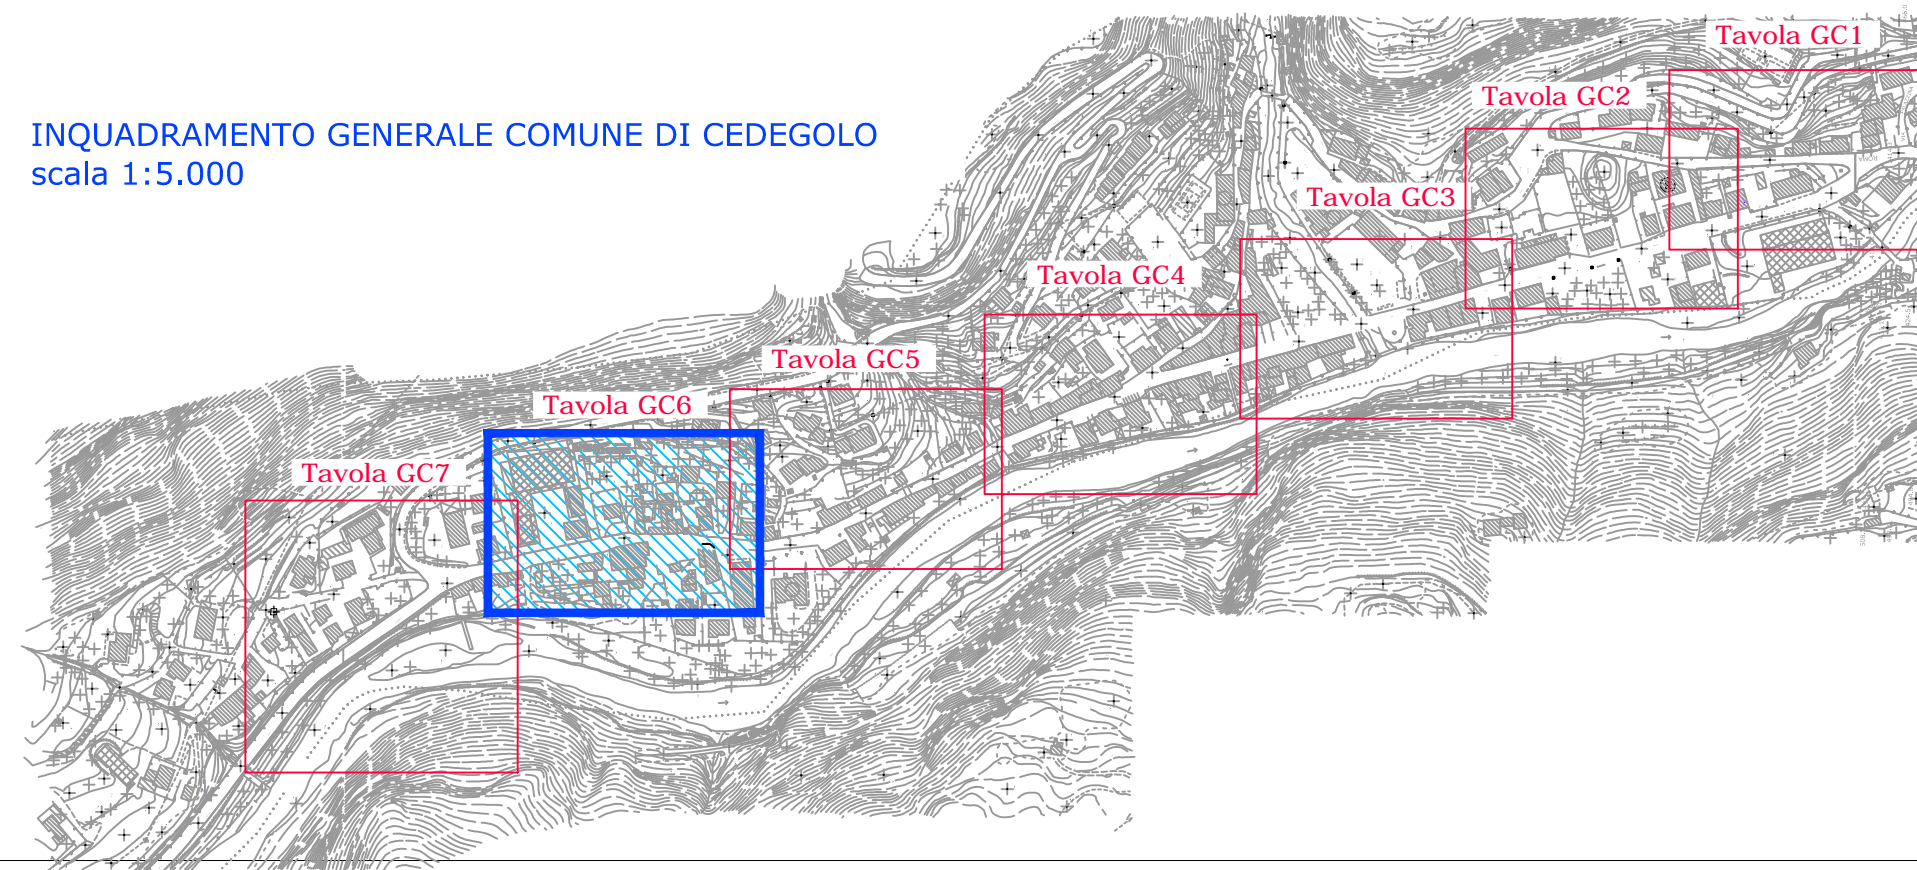 INQUADRAMENTO GENERALE COMUNE DI CEDEGOLO
scala 1:5.000
Tavola GC1
Tavola GC2
Tavola GC3
Tavola GC4
Tavola GC5
Tavola GC6
Tavola GC7
ROMA